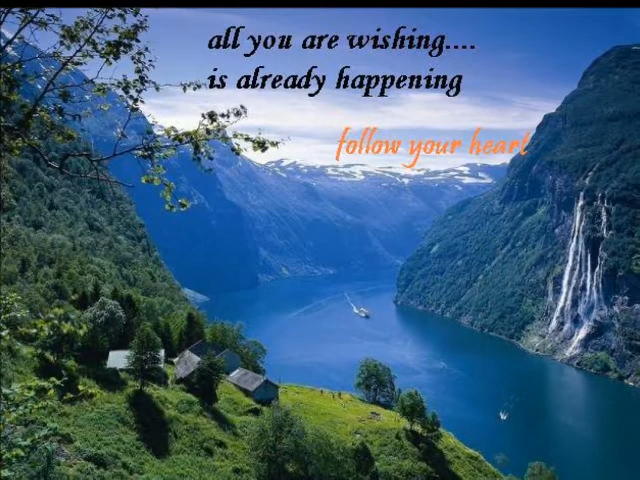 all you are wishing....
is already happening
follow your heart